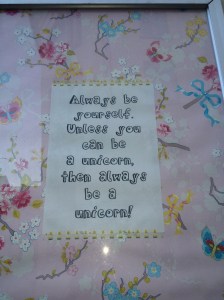 Always be
yourself.
Unless you
can be
a unicorn,
then always
be a
unicorn!